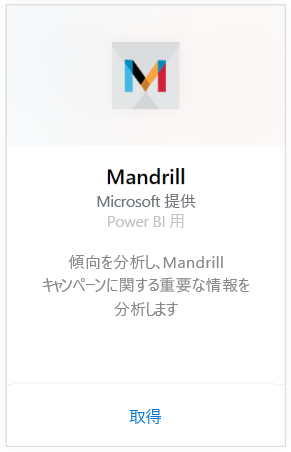 Mandrill
Microsoft 提供
Power BI 用
傾向を分析し、Mandrill
キャンペーンに関する重要な情報を
分析します
取得